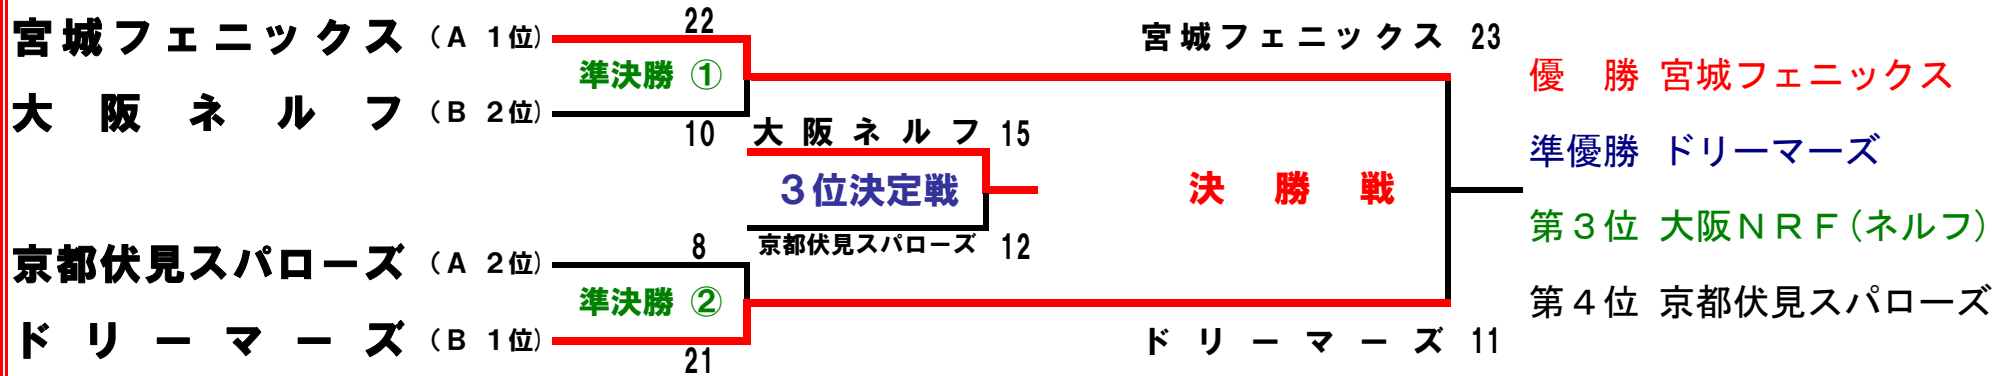 宮城フェニックス (A 1位) 22
準決勝 ①
大阪ネルフ (B 2位) 10
京都伏見スパローズ (A 2位) 8
準決勝 ②
ドリーマーズ (B 1位) 21
大阪ネルフ 15
3位決定戦
京都伏見スパローズ 12
宮城フェニックス 23
決勝戦
ドリーマーズ 11
優　勝 宮城フェニックス
準優勝 ドリーマーズ
第3位 大阪NRF(ネルフ)
第4位 京都伏見スパローズ